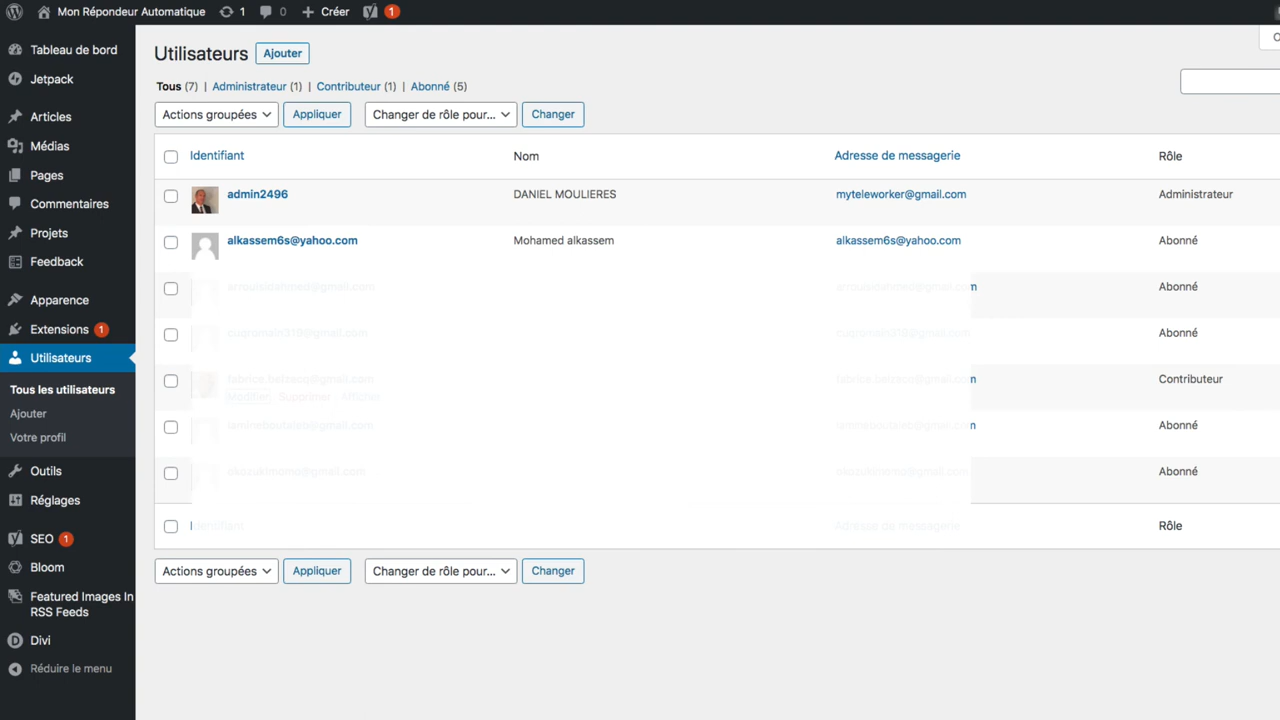 Mon Répondeur Automatique 1 0 Créer 1
Tableau de bord
Jetpack
Articles
Médias
Pages
Commentaires
Projets
Feedback
Apparence
Extensions 1
Utilisateurs
Tous les utilisateurs
Ajouter
Votre profil
Outils
Réglages
SEO 1
Bloom
Featured Images In
RSS Feeds
Divi
Réduire le menu
Utilisateurs Ajouter
Tous (7) | Administrateur (1) | Contributeur (1) | Abonné (5)
Actions groupées Appliquer Changer de rôle pour... Changer
Identifiant Nom Adresse de messagerie Rôle
admin2496 DANIEL MOULIERES myteleworker@gmail.com Administrateur
alkassem6s@yahoo.com Mohamed alkassem alkassem6s@yahoo.com Abonné
Abonné
Abonné
Contributeur
Modifier Supprimer Afficher
Abonné
Abonné
Identifiant Adresse de messagerie Rôle
Actions groupées Appliquer Changer de rôle pour... Changer